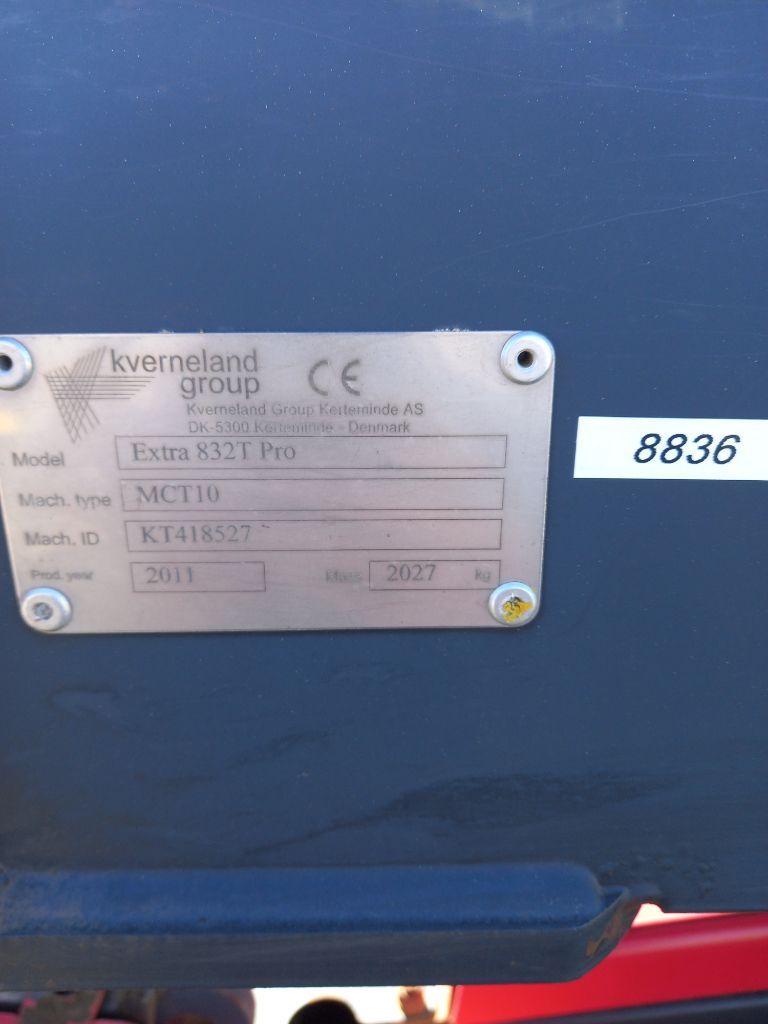 kverneland
group CE
Kverneland Group Kerteminde AS
DK-5300 Kerteminde - Denmark
Model Extra 832T Pro
Mach. type MCT10
Mach. ID KT418527
Prod. year 2011 Mass 2027 kg
8836